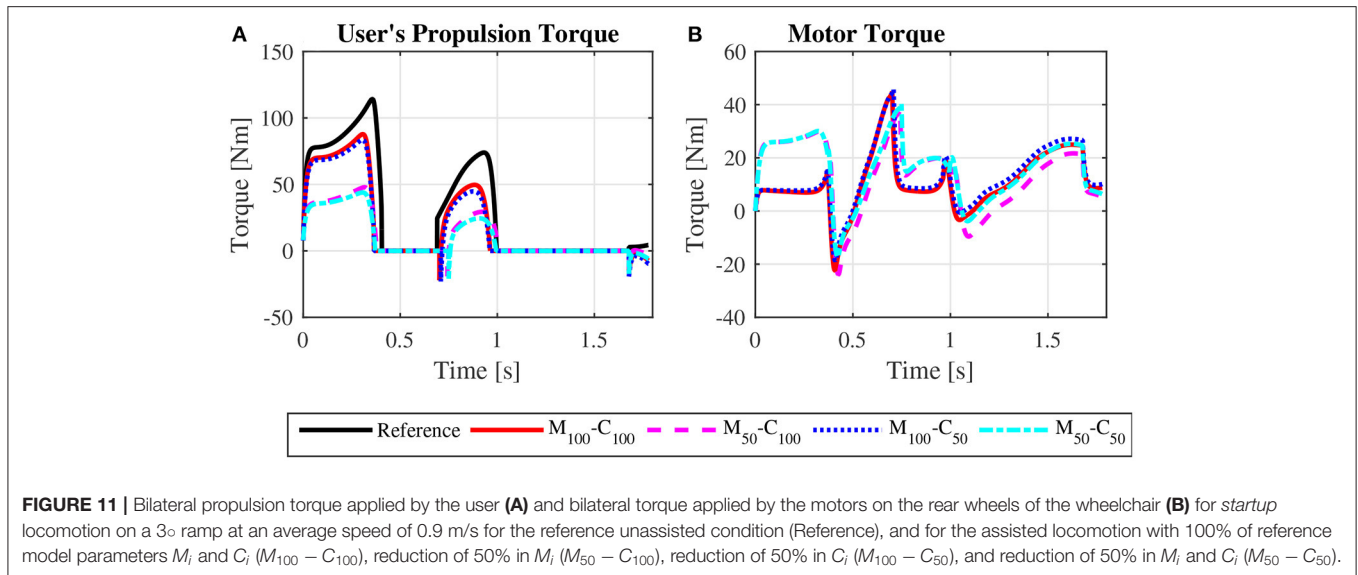 A
User's Propulsion Torque
150
100
50
0
-50
Torque [Nm]
0
0.5
1
1.5
Time [s]
B
Motor Torque
60
40
20
0
-20
-40
Torque [Nm]
0
0.5
1
1.5
Time [s]
Reference M₁₀₀-C₁₀₀ M₅₀-C₁₀₀ M₁₀₀-C₅₀ M₅₀-C₅₀
FIGURE 11 | Bilateral propulsion torque applied by the user (A) and bilateral torque applied by the motors on the rear wheels of the wheelchair (B) for startup
locomotion on a 3○ ramp at an average speed of 0.9 m/s for the reference unassisted condition (Reference), and for the assisted locomotion with 100% of reference
model parameters Mᵢ and Cᵢ (M₁₀₀ − C₁₀₀), reduction of 50% in Mᵢ (M₅₀ − C₁₀₀), reduction of 50% in Cᵢ (M₁₀₀ − C₅₀), and reduction of 50% in Mᵢ and Cᵢ (M₅₀ − C₅₀).